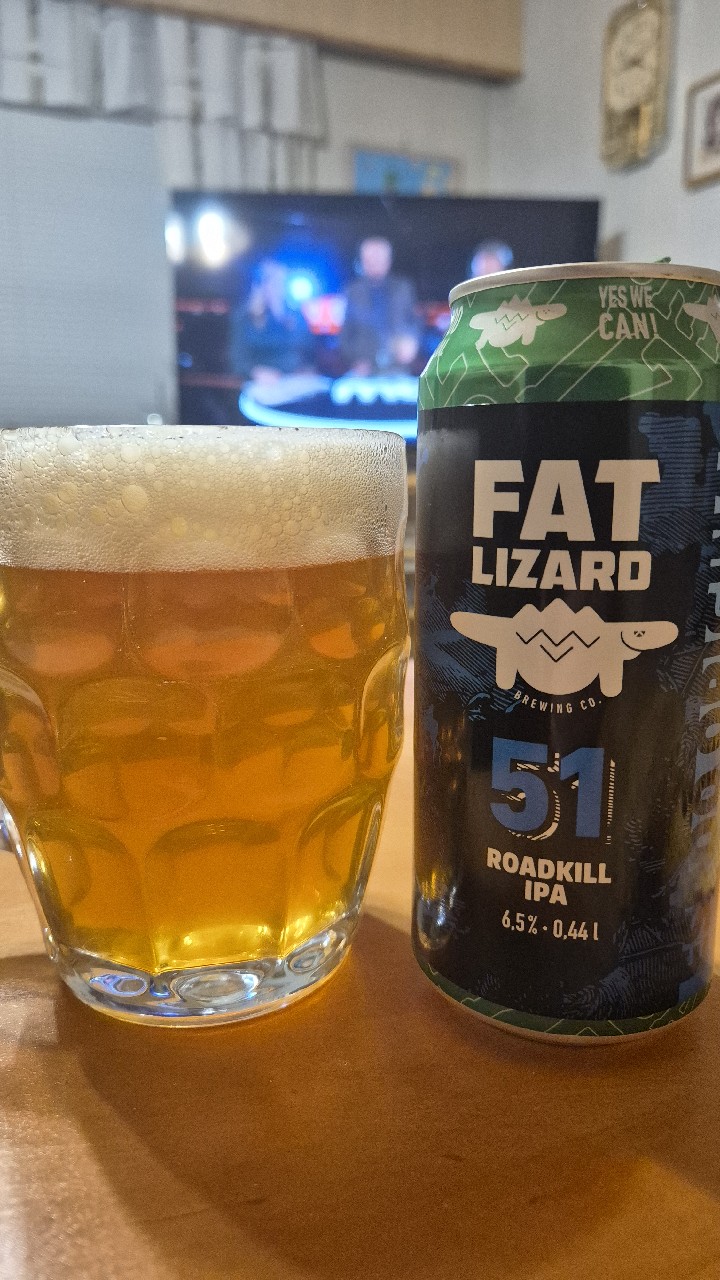 YES WE
CAN!
FAT
LIZARD
BREWING CO.
51
ROADKILL
IPA
6.5% • 0,44 l